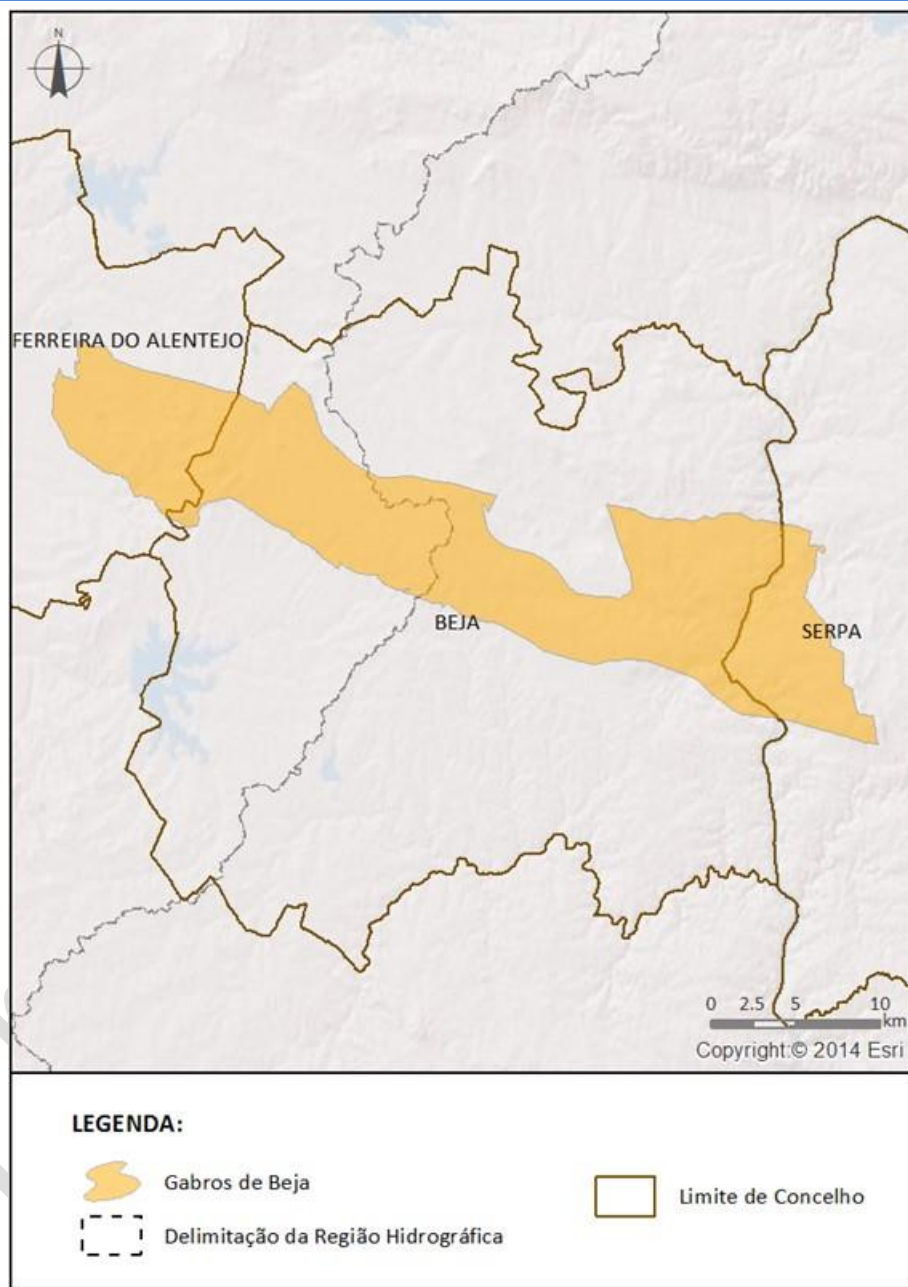 N
FERREIRA DO ALENTEJO
BEJA
SERPA
0 2.5 5 10
km
Copyright:© 2014 Esri
LEGENDA:
Gabros de Beja
Limite de Concelho
Delimitação da Região Hidrográfica